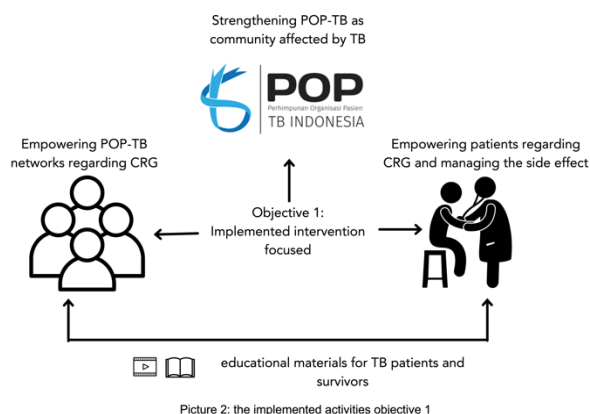 Strengthening POP-TB as
community affected by TB
POP
Perhimpunan Organisasi Pasien
TB INDONESIA
Empowering POP-TB
networks regarding CRG
Empowering patients regarding
CRG and managing the side effect
Objective 1:
Implemented intervention
focused
educational materials for TB patients and
survivors
Picture 2: the implemented activities objective 1